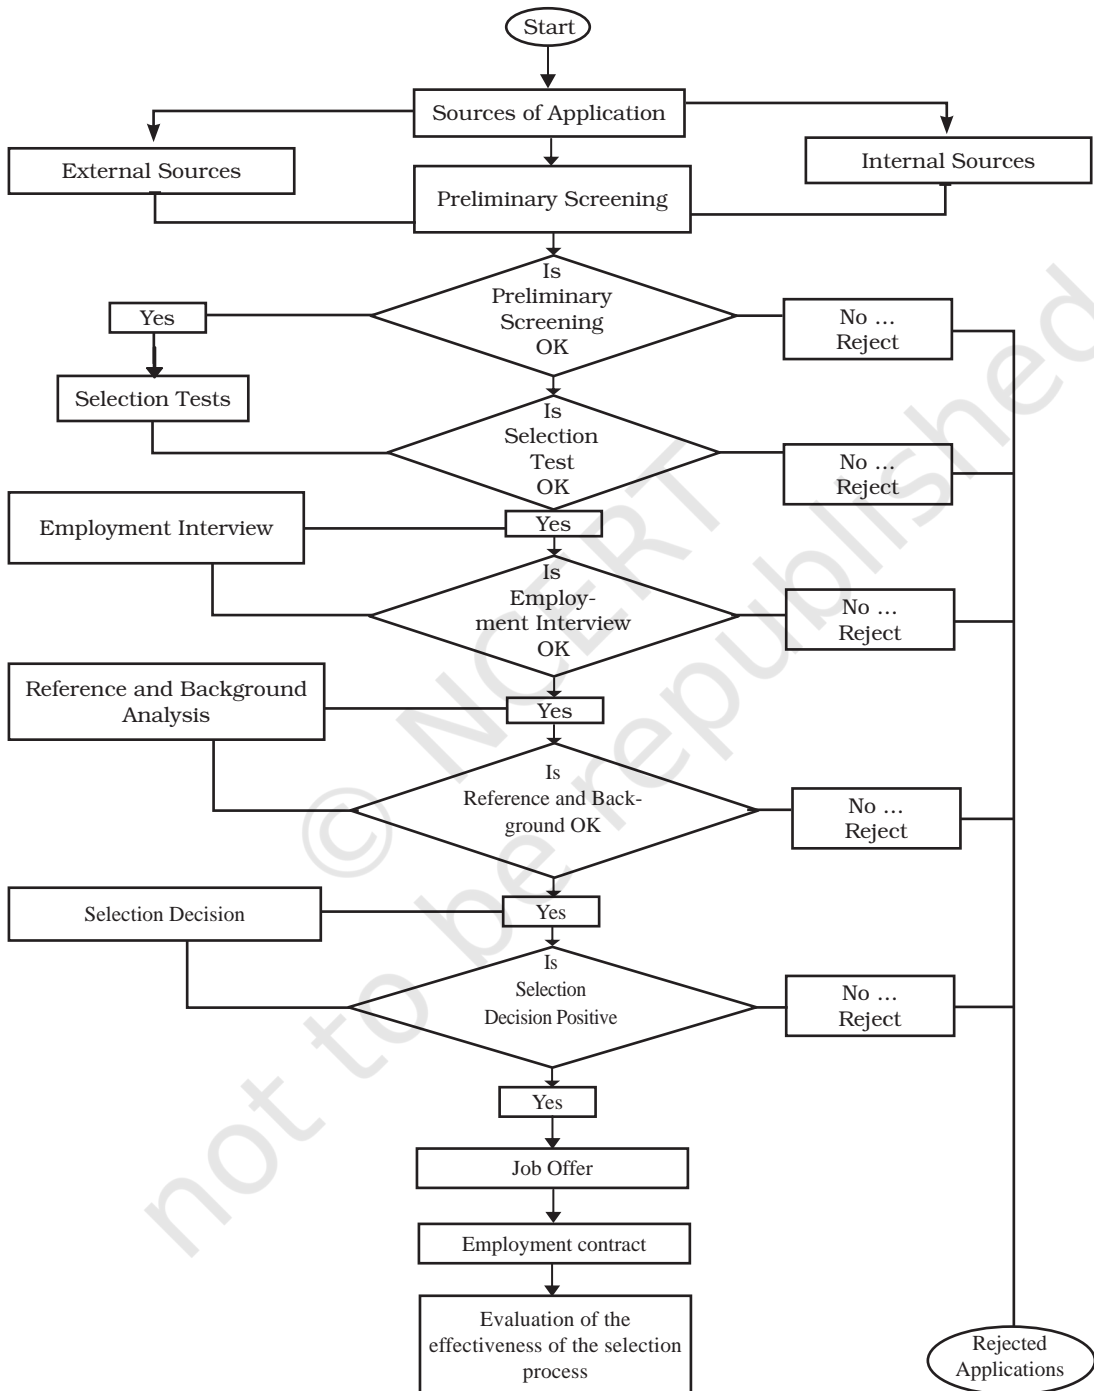 Start
Sources of Application
External Sources
Internal Sources
Preliminary Screening
Is
Preliminary
Screening
OK
Yes
No ...
Reject
Selection Tests
Is
Selection
Test
OK
No ...
Reject
Employment Interview
Yes
Is
Employ-
ment Interview
OK
No ...
Reject
Reference and Background
Analysis
Yes
Is
Reference and Back-
ground OK
No ...
Reject
Selection Decision
Yes
Is
Selection
Decision Positive
No ...
Reject
Yes
Job Offer
Employment contract
Evaluation of the
effectiveness of the selection
process
Rejected
Applications
© NCERT
not to be republished